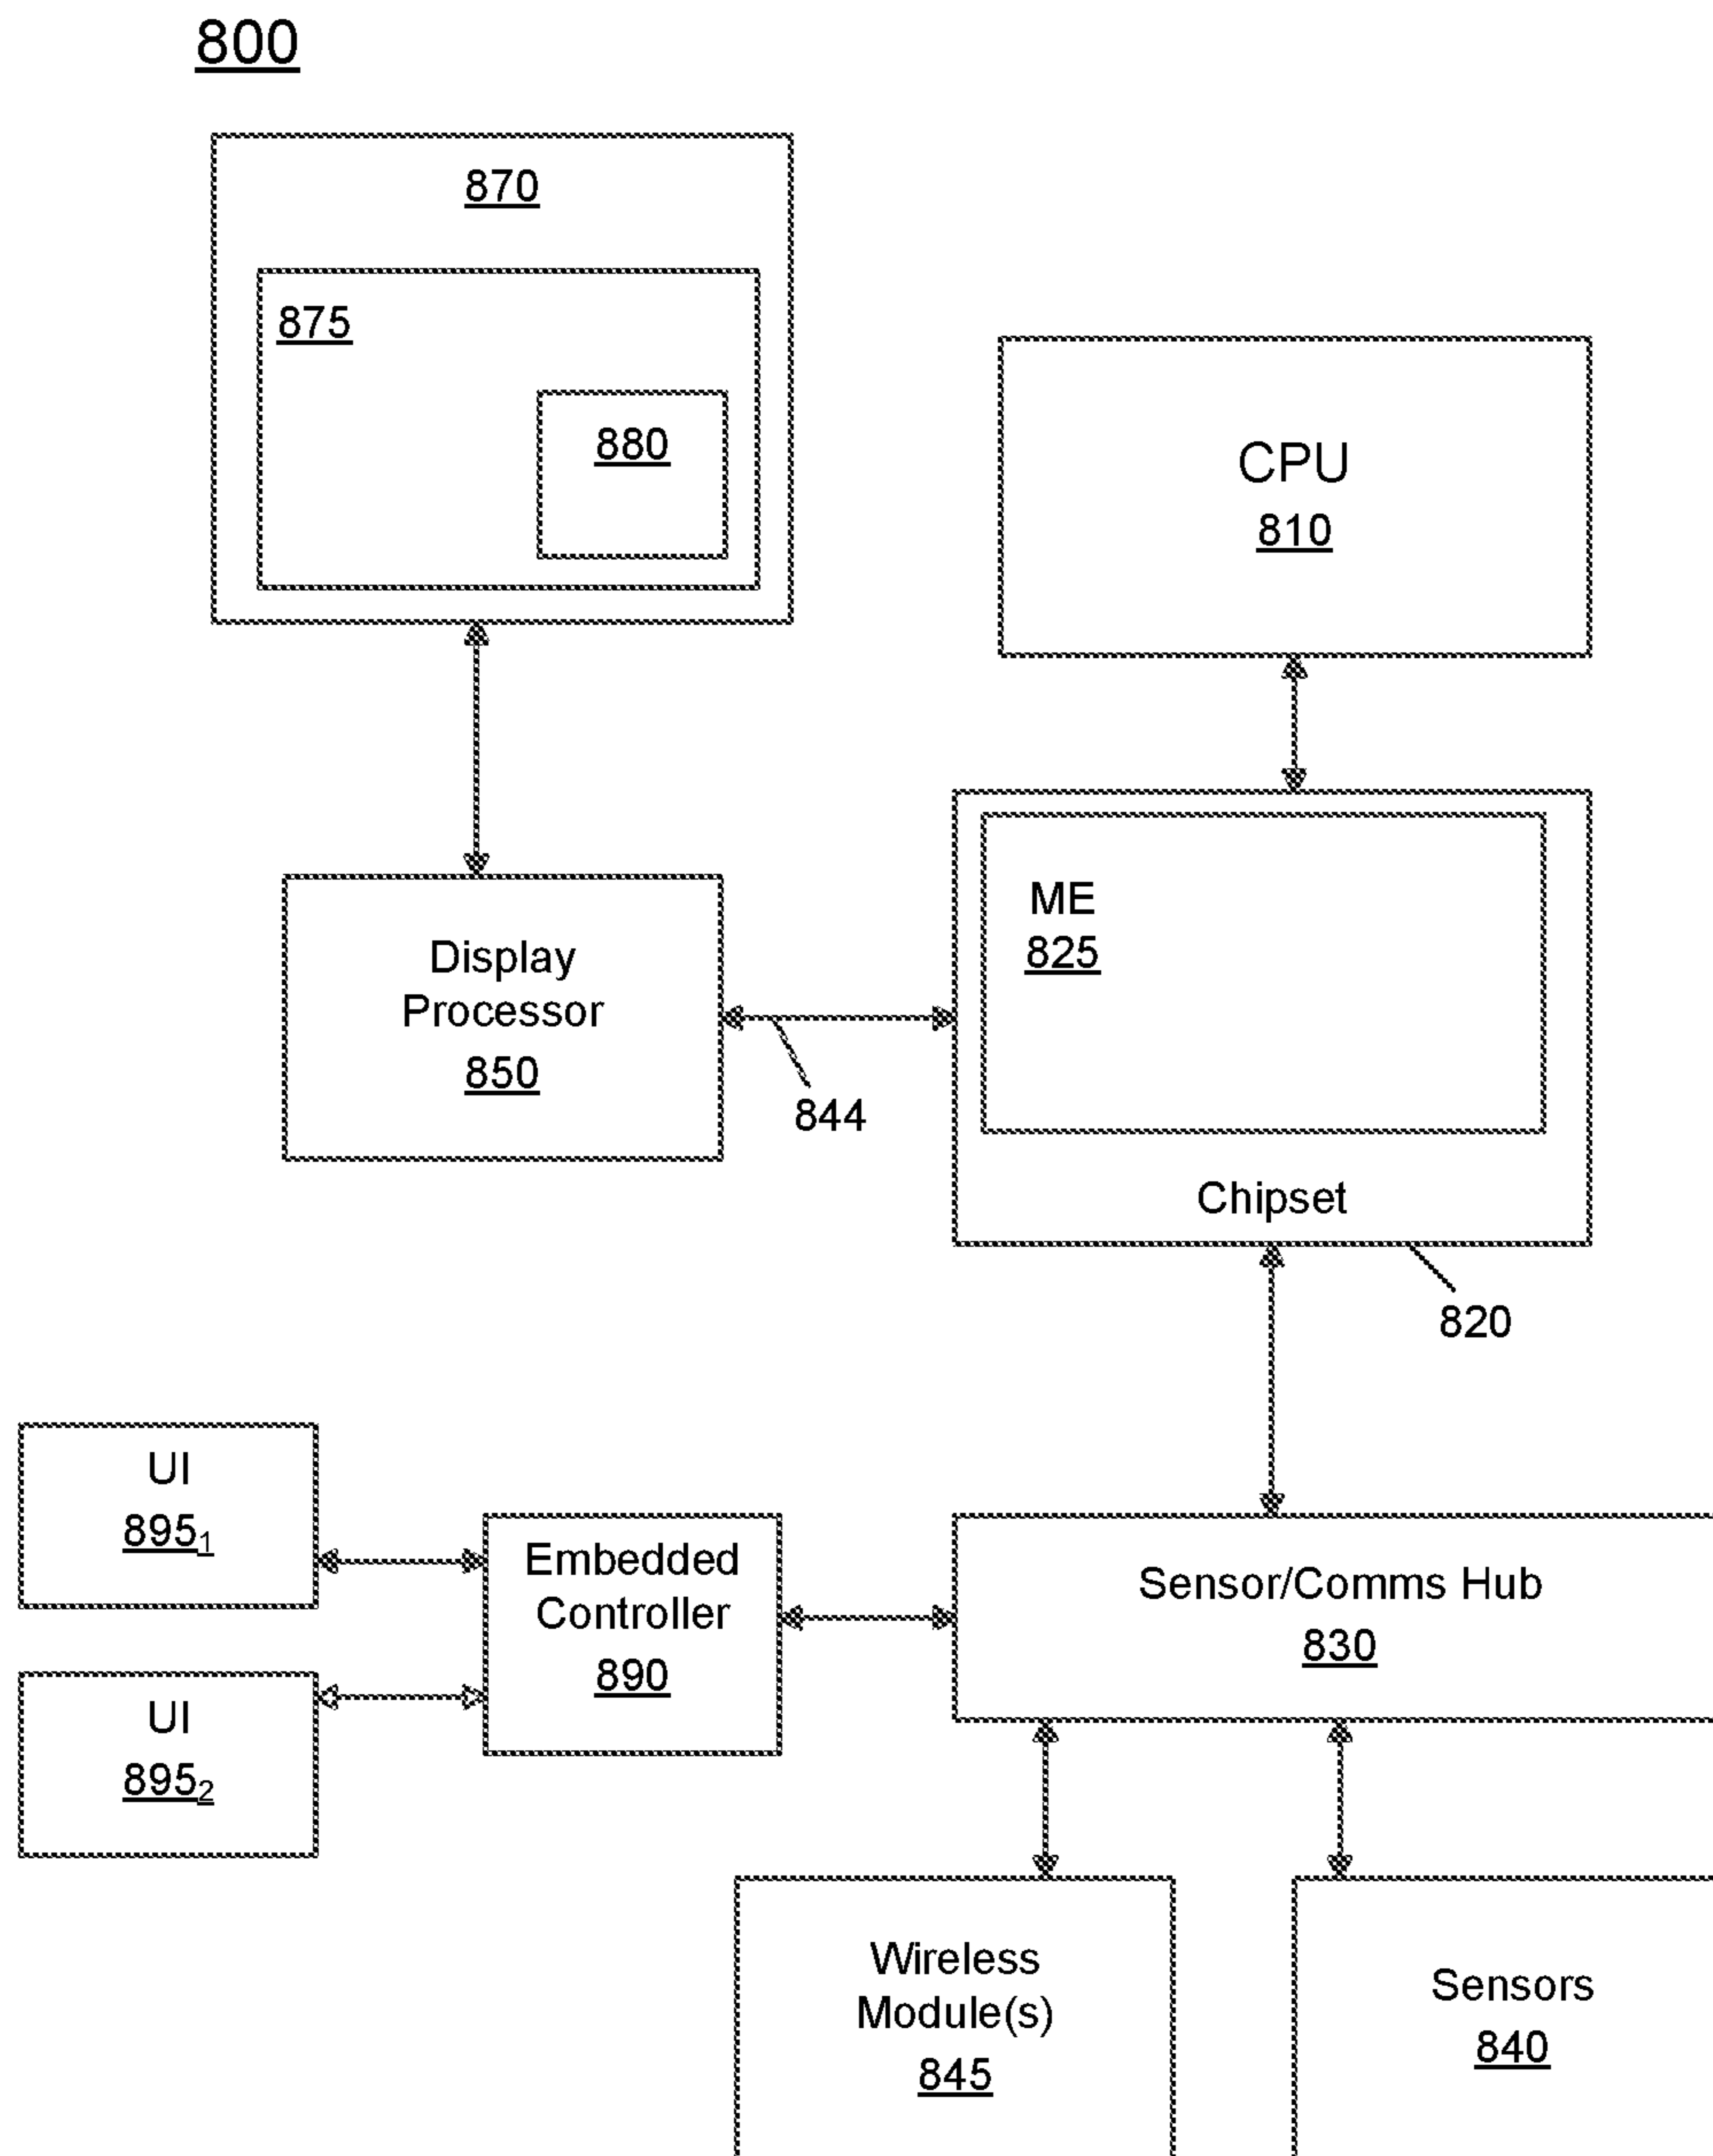 800
870
875
880
CPU
810
ME
825
Display
Processor
850
844
Chipset
820
UI
895₁
Embedded
Controller
890
Sensor/Comms Hub
830
UI
895₂
Wireless
Module(s)
845
Sensors
840